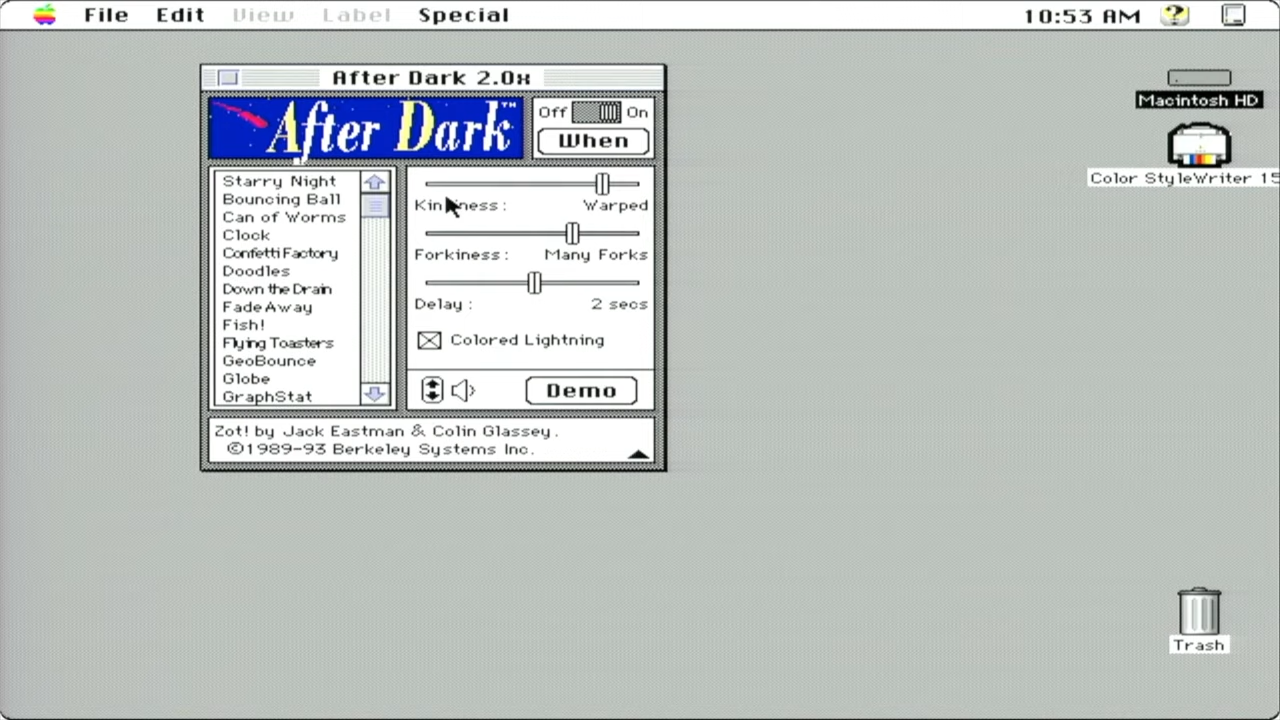 File Edit View Label Special 10:53 AM
After Dark 2.0x
After Dark™
Off On
When
Starry Night
Bouncing Ball
Can of Worms
Clock
Confetti Factory
Doodles
Down the Drain
Fade Away
Fish!
Flying Toasters
GeoBounce
Globe
GraphStat
Warped
Forkiness: Many Forks
Delay: 2 secs
Colored Lightning
Demo
Zot! by Jack Eastman & Colin Glassey.
©1989-93 Berkeley Systems Inc.
Macintosh HD
Color StyleWriter 15
Trash